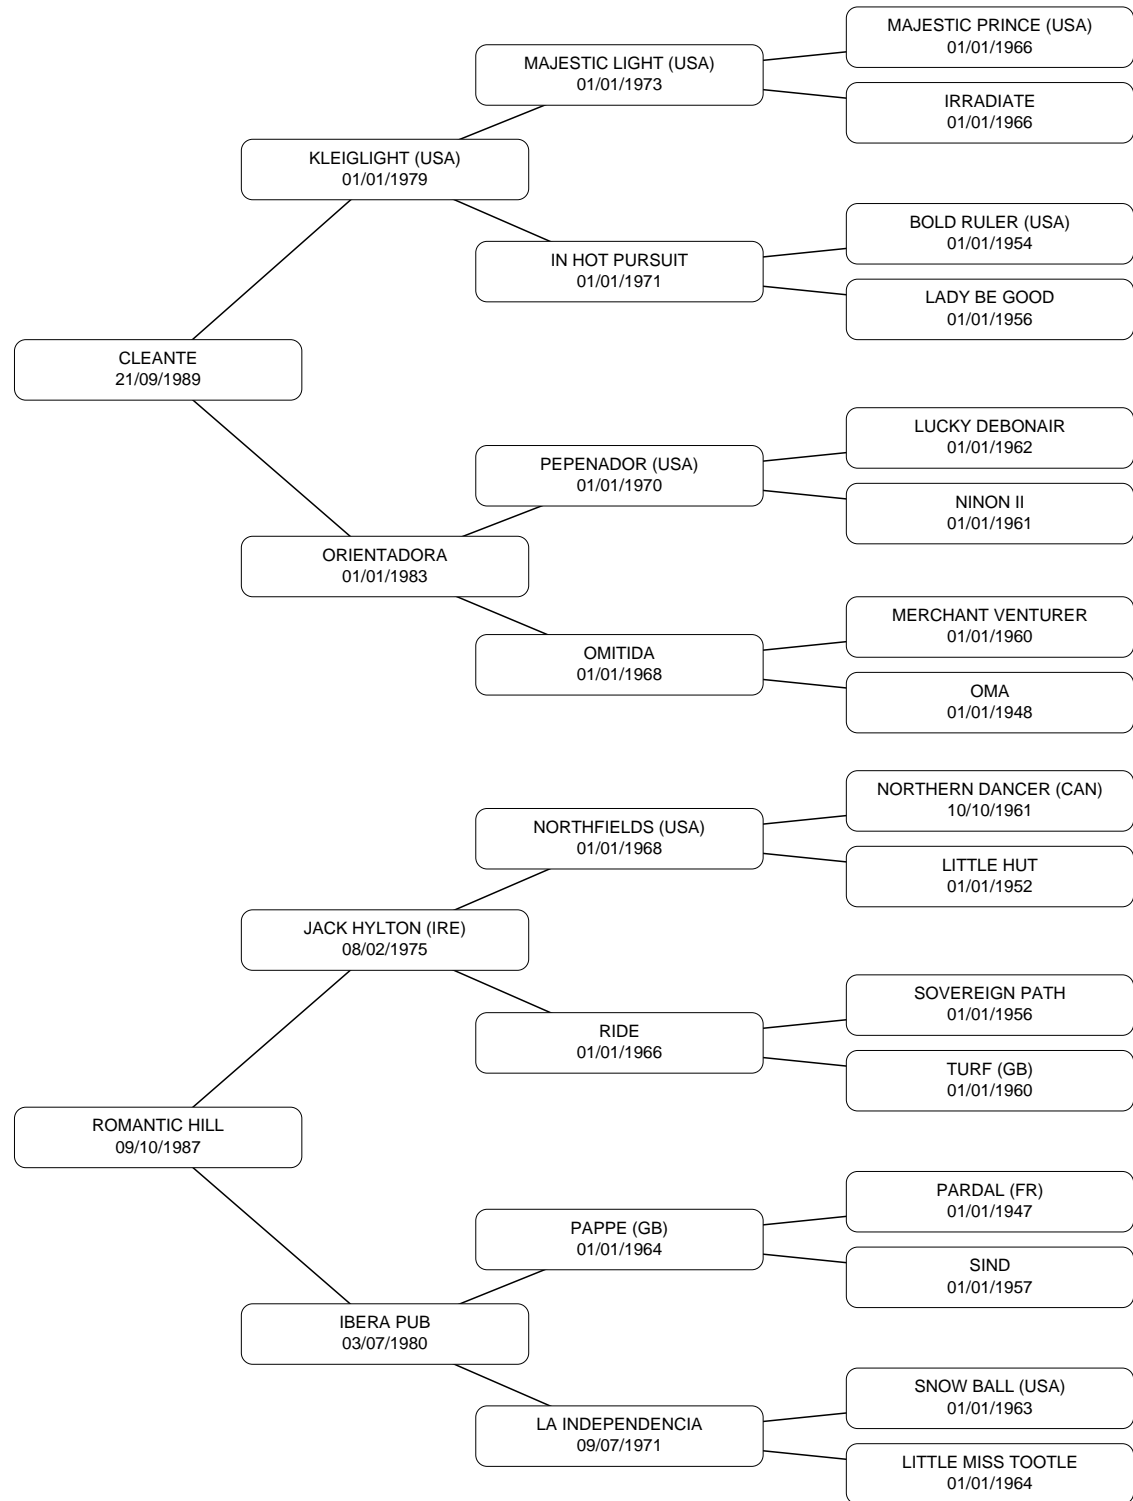 MAJESTIC PRINCE (USA)
01/01/1966
MAJESTIC LIGHT (USA)
01/01/1973
IRRADIATE
01/01/1966
KLEIGLIGHT (USA)
01/01/1979
BOLD RULER (USA)
01/01/1954
IN HOT PURSUIT
01/01/1971
LADY BE GOOD
01/01/1956
CLEANTE
21/09/1989
LUCKY DEBONAIR
01/01/1962
PEPENADOR (USA)
01/01/1970
NINON II
01/01/1961
ORIENTADORA
01/01/1983
MERCHANT VENTURER
01/01/1960
OMITIDA
01/01/1968
OMA
01/01/1948
NORTHERN DANCER (CAN)
10/10/1961
NORTHFIELDS (USA)
01/01/1968
LITTLE HUT
01/01/1952
JACK HYLTON (IRE)
08/02/1975
SOVEREIGN PATH
01/01/1956
RIDE
01/01/1966
TURF (GB)
01/01/1960
ROMANTIC HILL
09/10/1987
PARDAL (FR)
01/01/1947
PAPPE (GB)
01/01/1964
SIND
01/01/1957
IBERA PUB
03/07/1980
SNOW BALL (USA)
01/01/1963
LA INDEPENDENCIA
09/07/1971
LITTLE MISS TOOTLE
01/01/1964